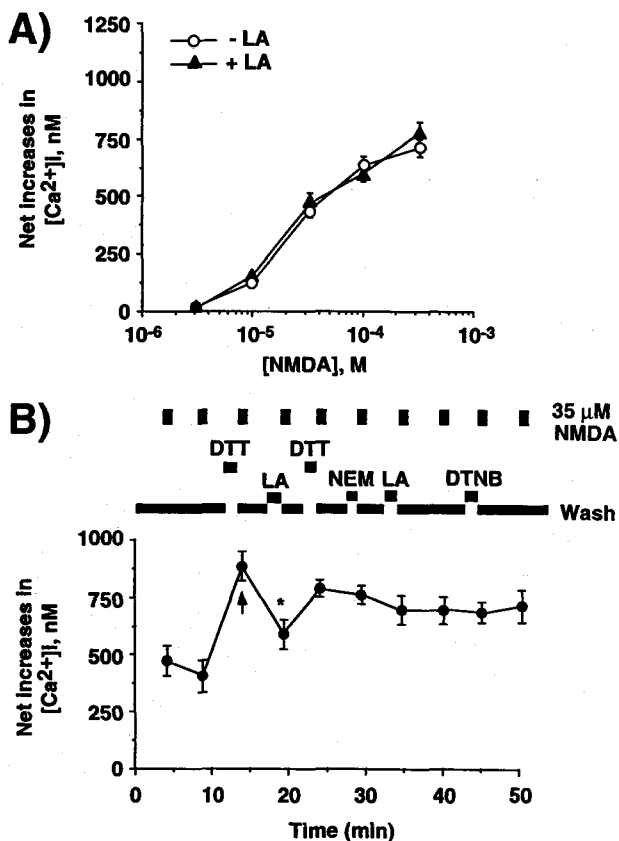 A)
- LA
+ LA
Net increases in
[Ca2+]i, nM
1250
1000
750
500
250
0
10-6
10-5
10-4
10-3
[NMDA], M
B)
35 μM
NMDA
DTT
DTT
LA
NEM
LA
DTNB
Wash
Net increases in
[Ca2+]i, nM
1000
750
500
250
0
*
0
10
20
30
40
50
Time (min)